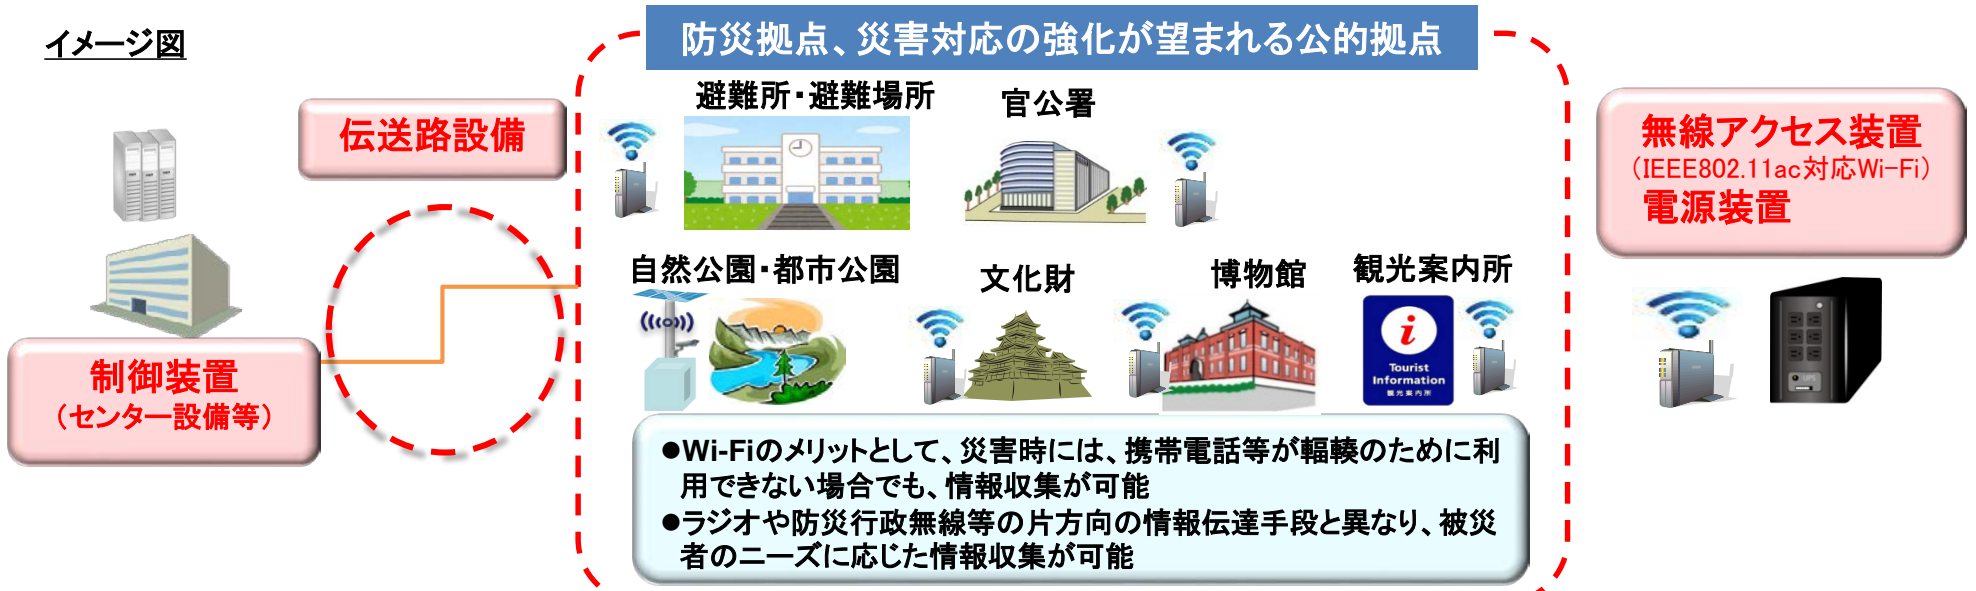 イメージ図
防災拠点、災害対応の強化が望まれる公的拠点
伝送路設備
避難所・避難場所
官公署
無線アクセス装置
(IEEE802.11ac対応Wi-Fi)
電源装置
自然公園・都市公園
文化財
博物館
観光案内所
i
Tourist
Information
観光案内所
制御装置
(センター設備等)
●Wi-Fiのメリットとして、災害時には、携帯電話等が輻輳のために利
用できない場合でも、情報収集が可能
●ラジオや防災行政無線等の片方向の情報伝達手段と異なり、被災
者のニーズに応じた情報収集が可能
UPS